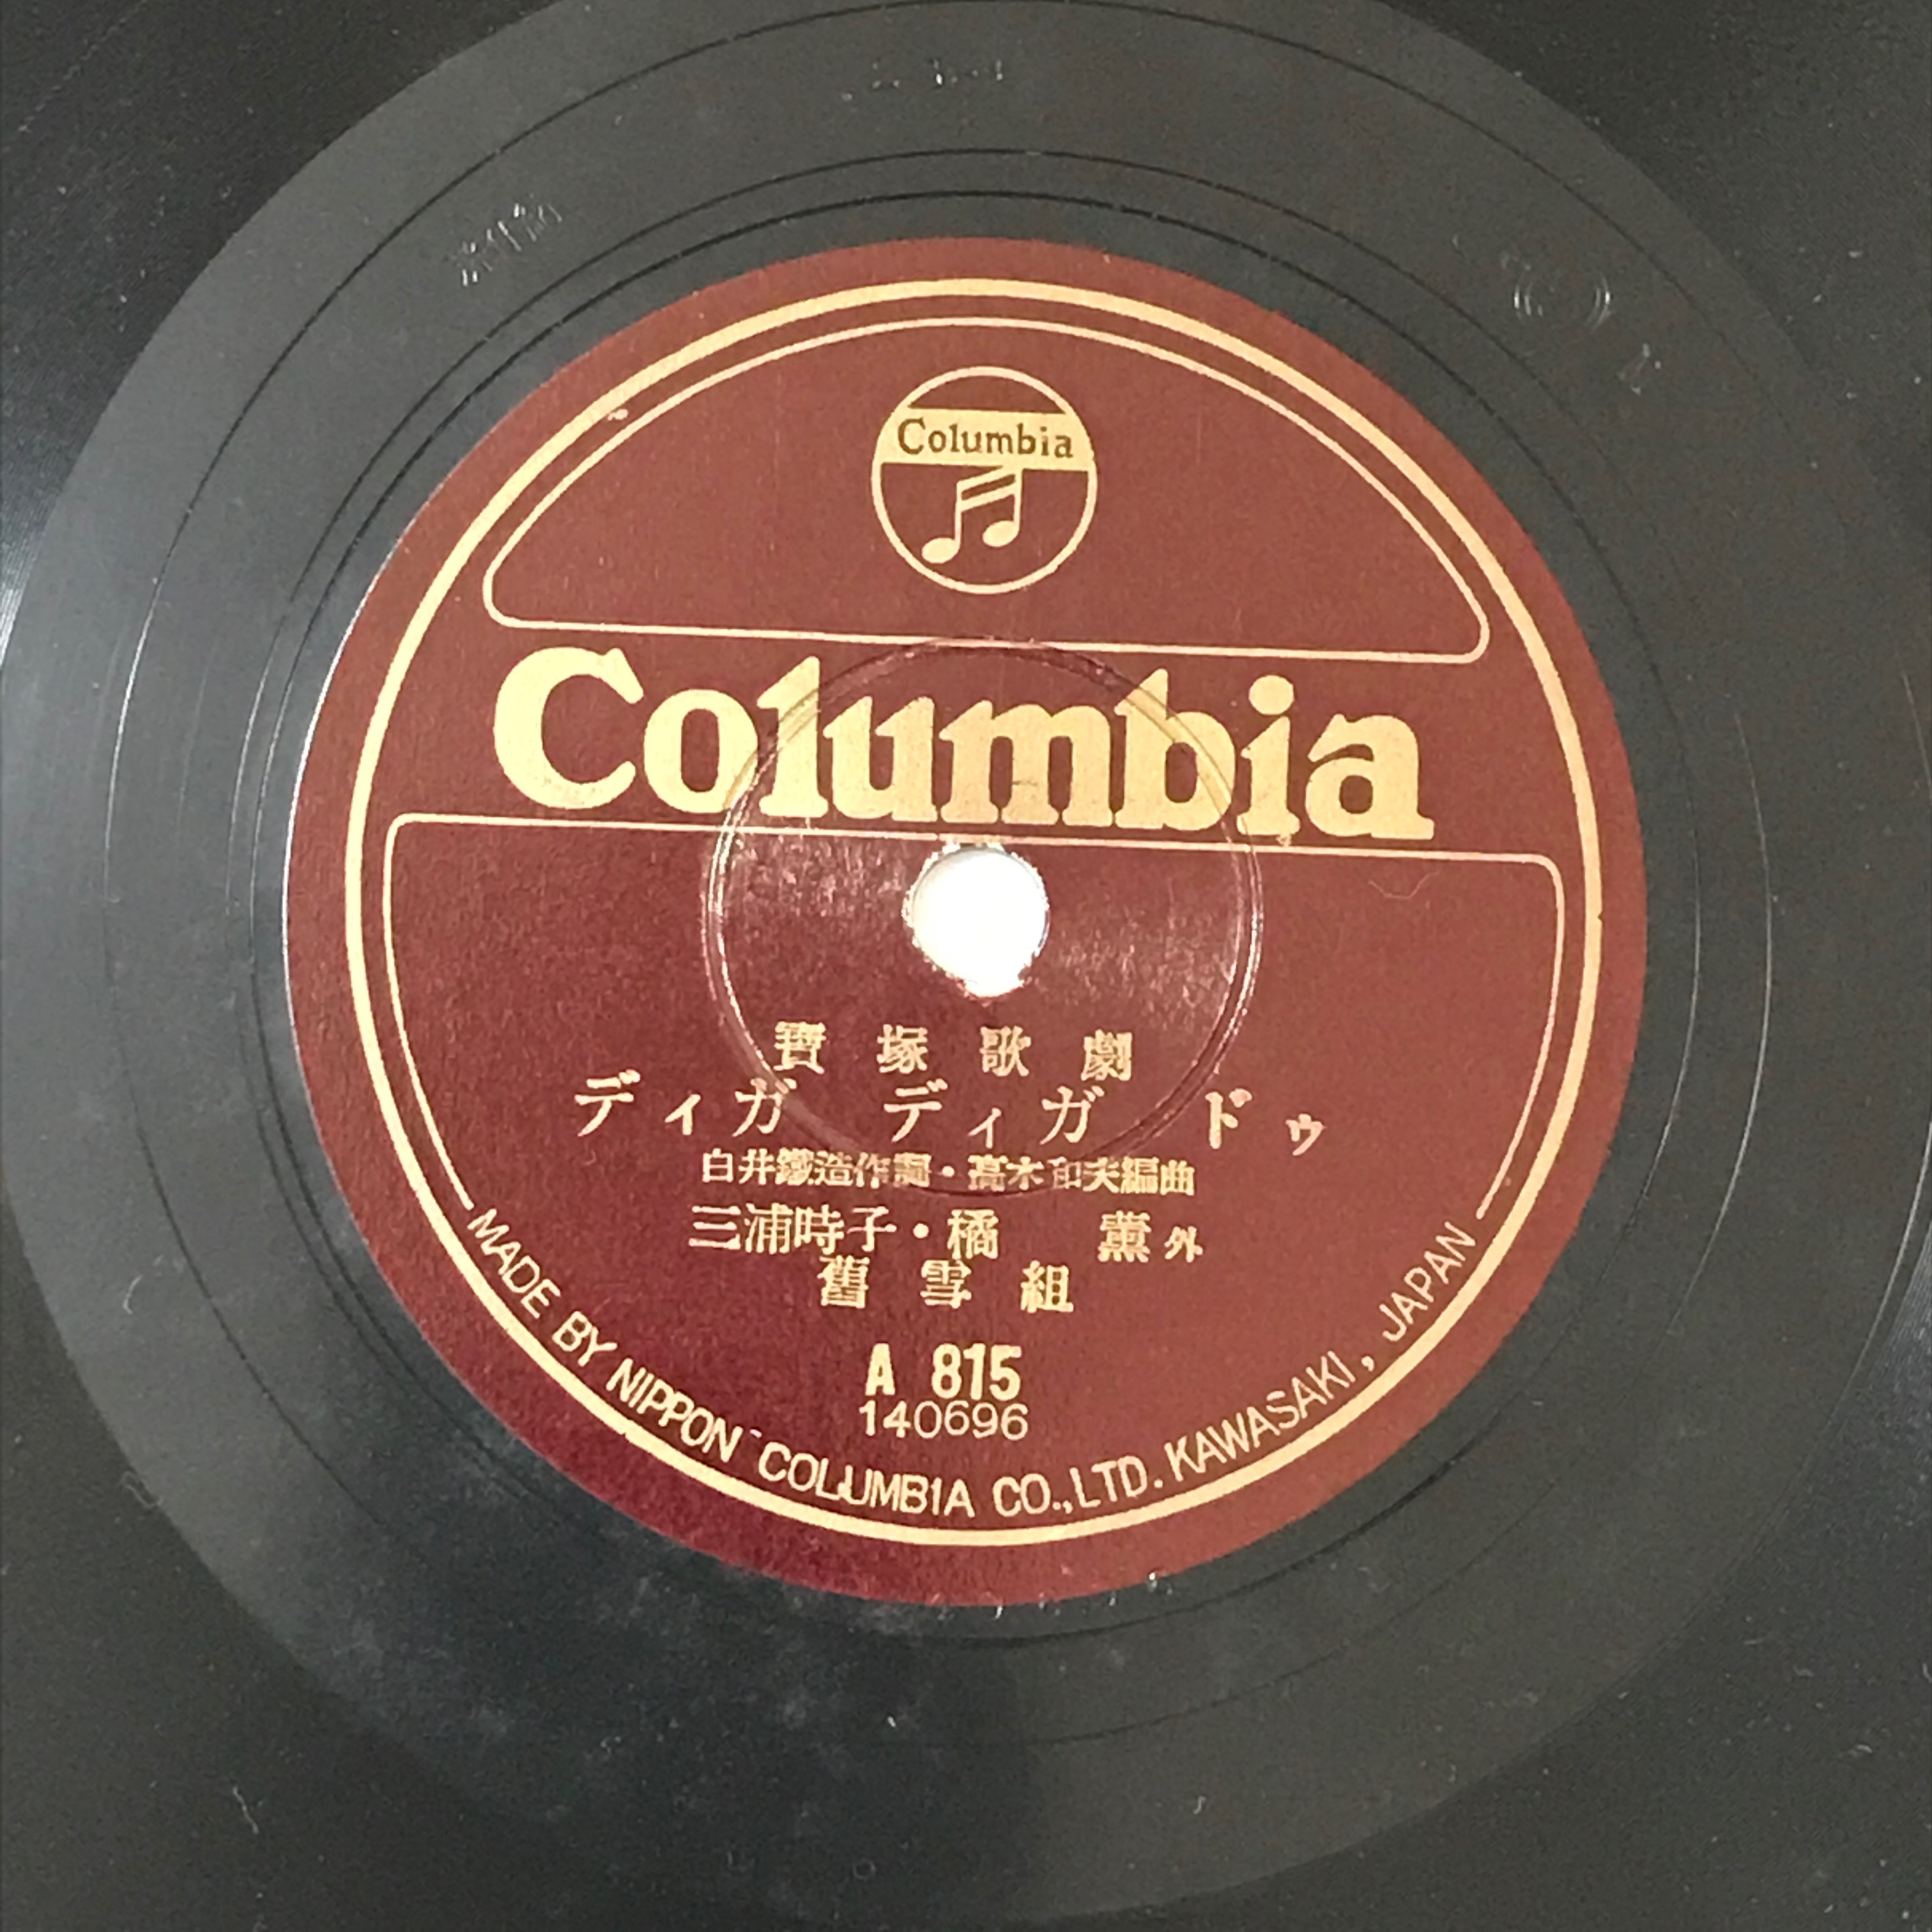 Columbia
Columbia
寶塚歌劇
ディガ ディガ ドゥ
白井鐵造作詞・高木和夫編曲
三浦時子・橘 薫外
舊雪組
A 815
140696
MADE BY NIPPON COLUMBIA CO., LTD. KAWASAKI, JAPAN